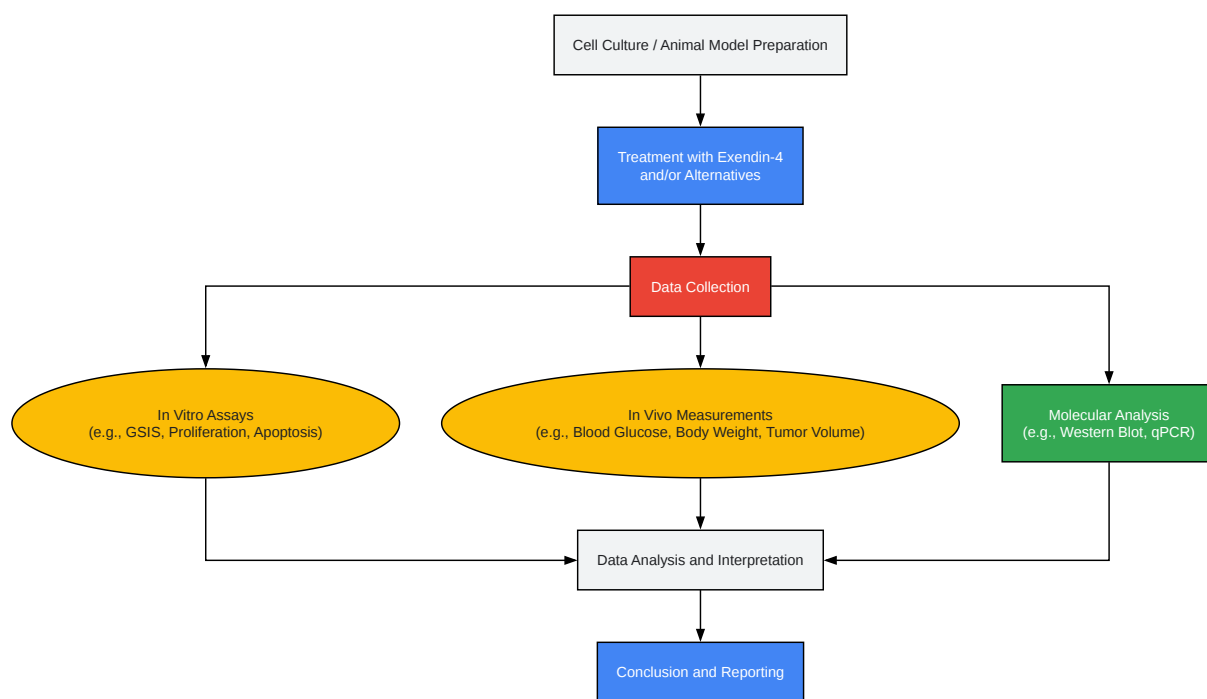 Cell Culture / Animal Model Preparation
Treatment with Exendin-4
and/or Alternatives
Data Collection
In Vitro Assays
(e.g., GSIS, Proliferation, Apoptosis)
In Vivo Measurements
(e.g., Blood Glucose, Body Weight, Tumor Volume)
Molecular Analysis
(e.g., Western Blot, qPCR)
Data Analysis and Interpretation
Conclusion and Reporting